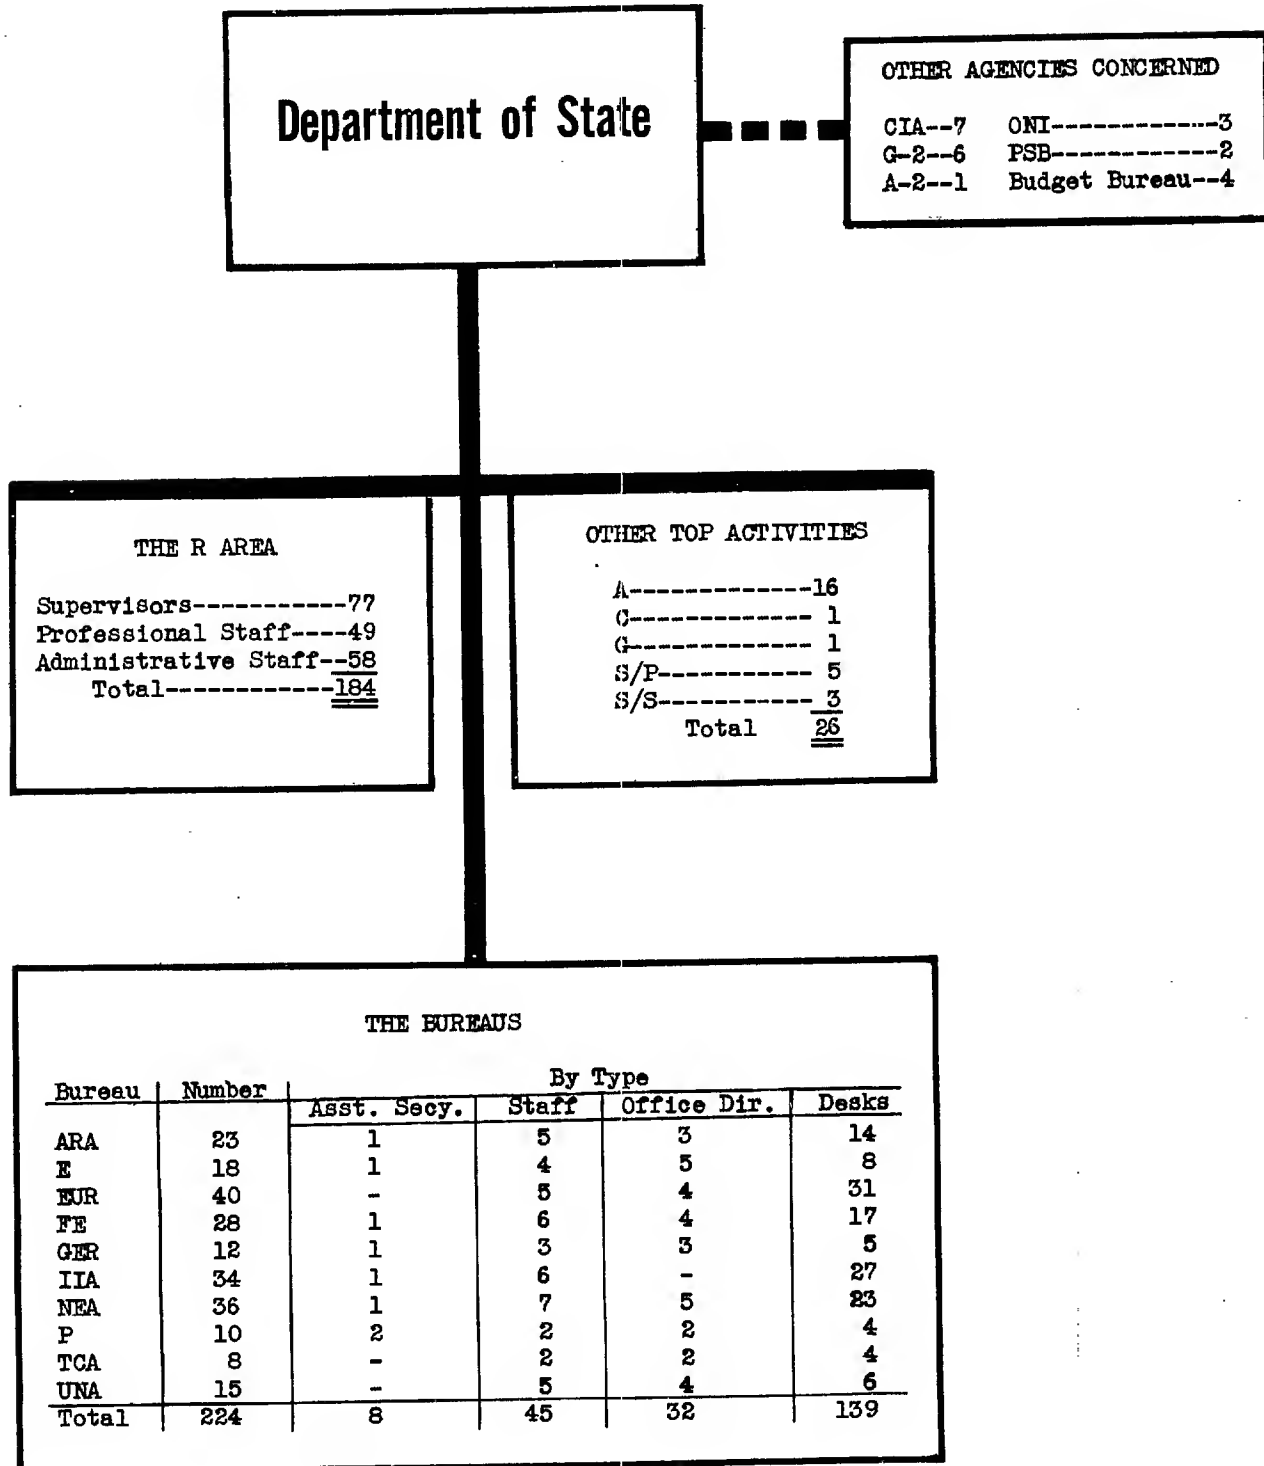 Department of State
OTHER AGENCIES CONCERNED
CIA--7 ONI-------------3
G-2--6 PSB-------------2
A-2--1 Budget Bureau--4
THE R AREA
Supervisors-----------77
Professional Staff----49
Administrative Staff--58
Total------------184
OTHER TOP ACTIVITIES
A--------------16
C-------------- 1
G-------------- 1
S/P------------ 5
S/S------------ 3
Total 26
THE BUREAUS
Bureau Number By Type
Asst. Secy. Staff Office Dir. Desks
ARA 23 1 5 3 14
E 18 1 4 5 8
EUR 40 - 5 4 31
FE 28 1 6 4 17
GER 12 1 3 3 5
IIA 34 1 6 - 27
NEA 36 1 7 5 23
P 10 2 2 2 4
TCA 8 - 2 2 4
UNA 15 - 5 4 6
Total 224 8 45 32 139